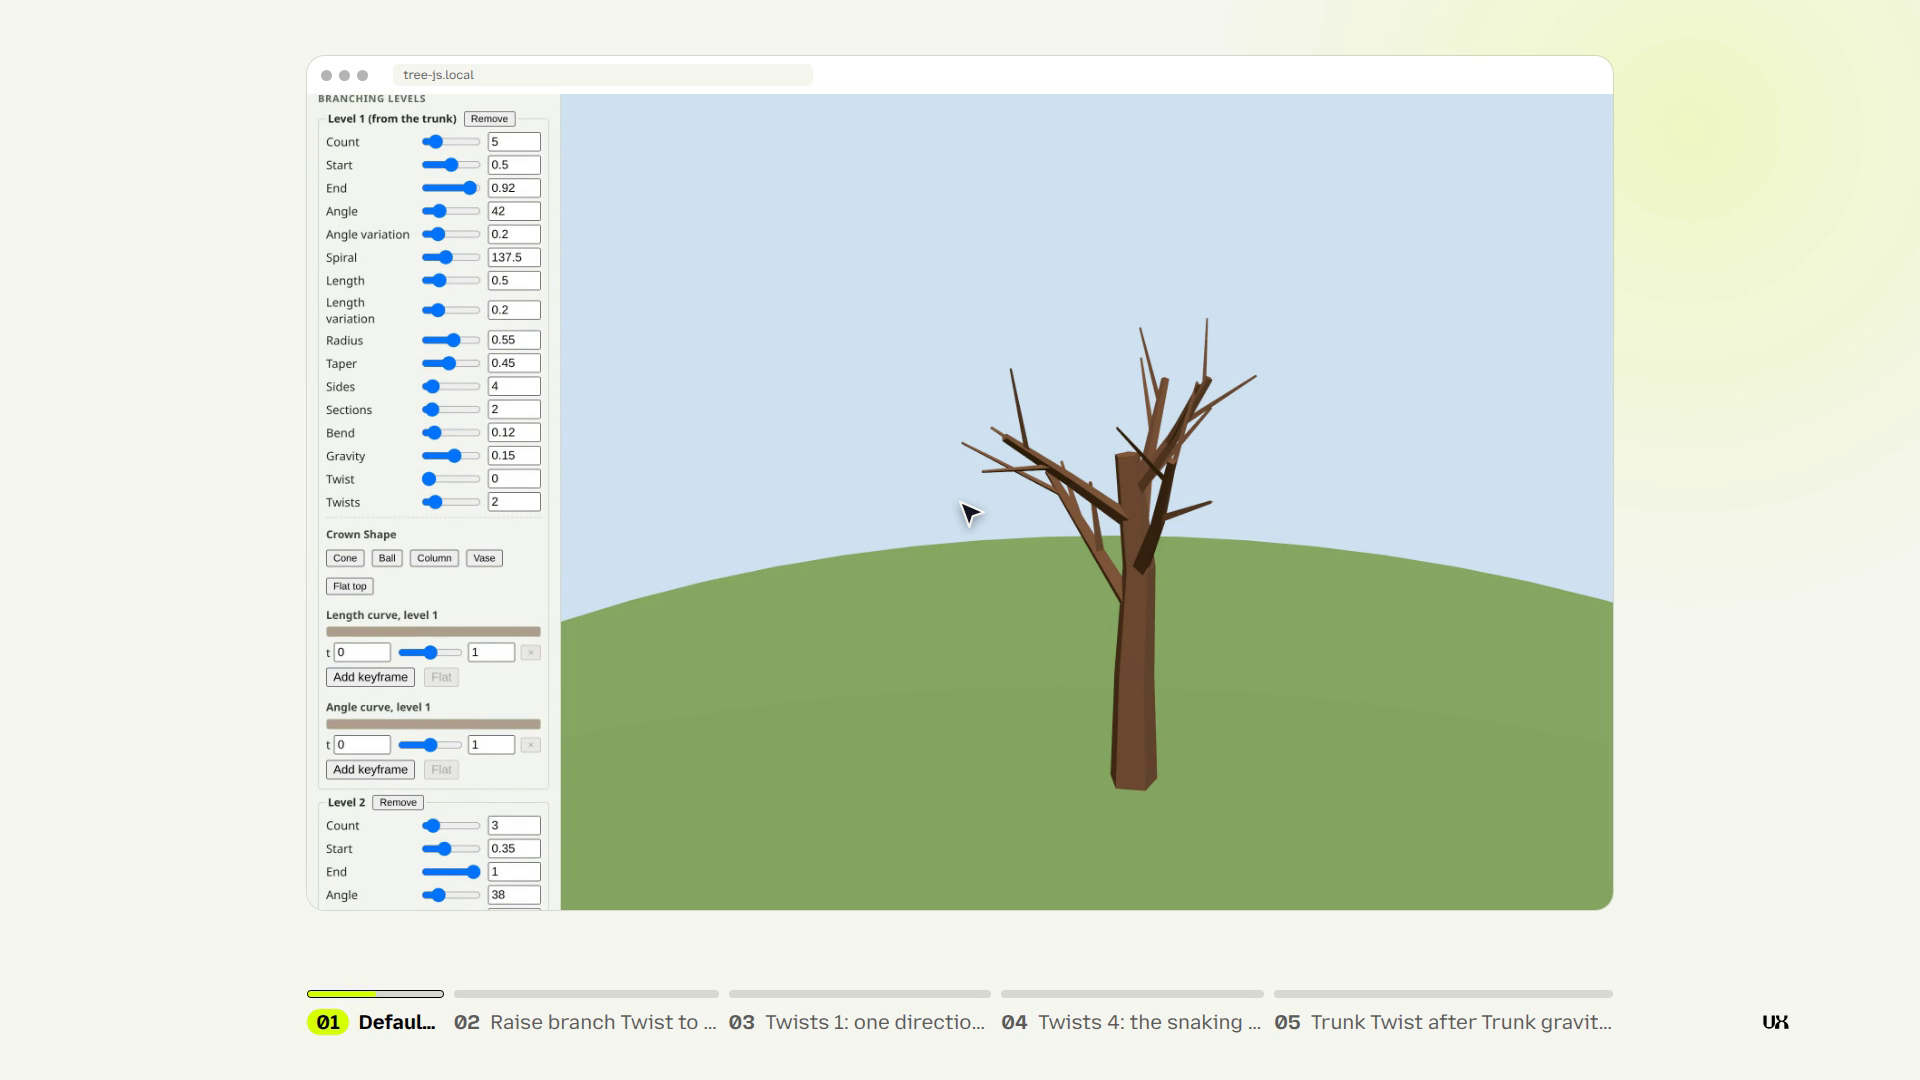 tree-js.local
BRANCHING LEVELS
Level 1 (from the trunk) Remove
Count 5
Start 0.5
End 0.92
Angle 42
Angle variation 0.2
Spiral 137.5
Length 0.5
Length variation 0.2
Radius 0.55
Taper 0.45
Sides 4
Sections 2
Bend 0.12
Gravity 0.15
Twist 0
Twists 2
Crown Shape
Cone Ball Column Vase
Flat top
Length curve, level 1
t 0 1 ×
Add keyframe Flat
Angle curve, level 1
t 0 1 ×
Add keyframe Flat
Level 2 Remove
Count 3
Start 0.35
End 1
Angle 38
01 Defaul... 02 Raise branch Twist to ... 03 Twists 1: one directio... 04 Twists 4: the snaking ... 05 Trunk Twist after Trunk gravit...
UX